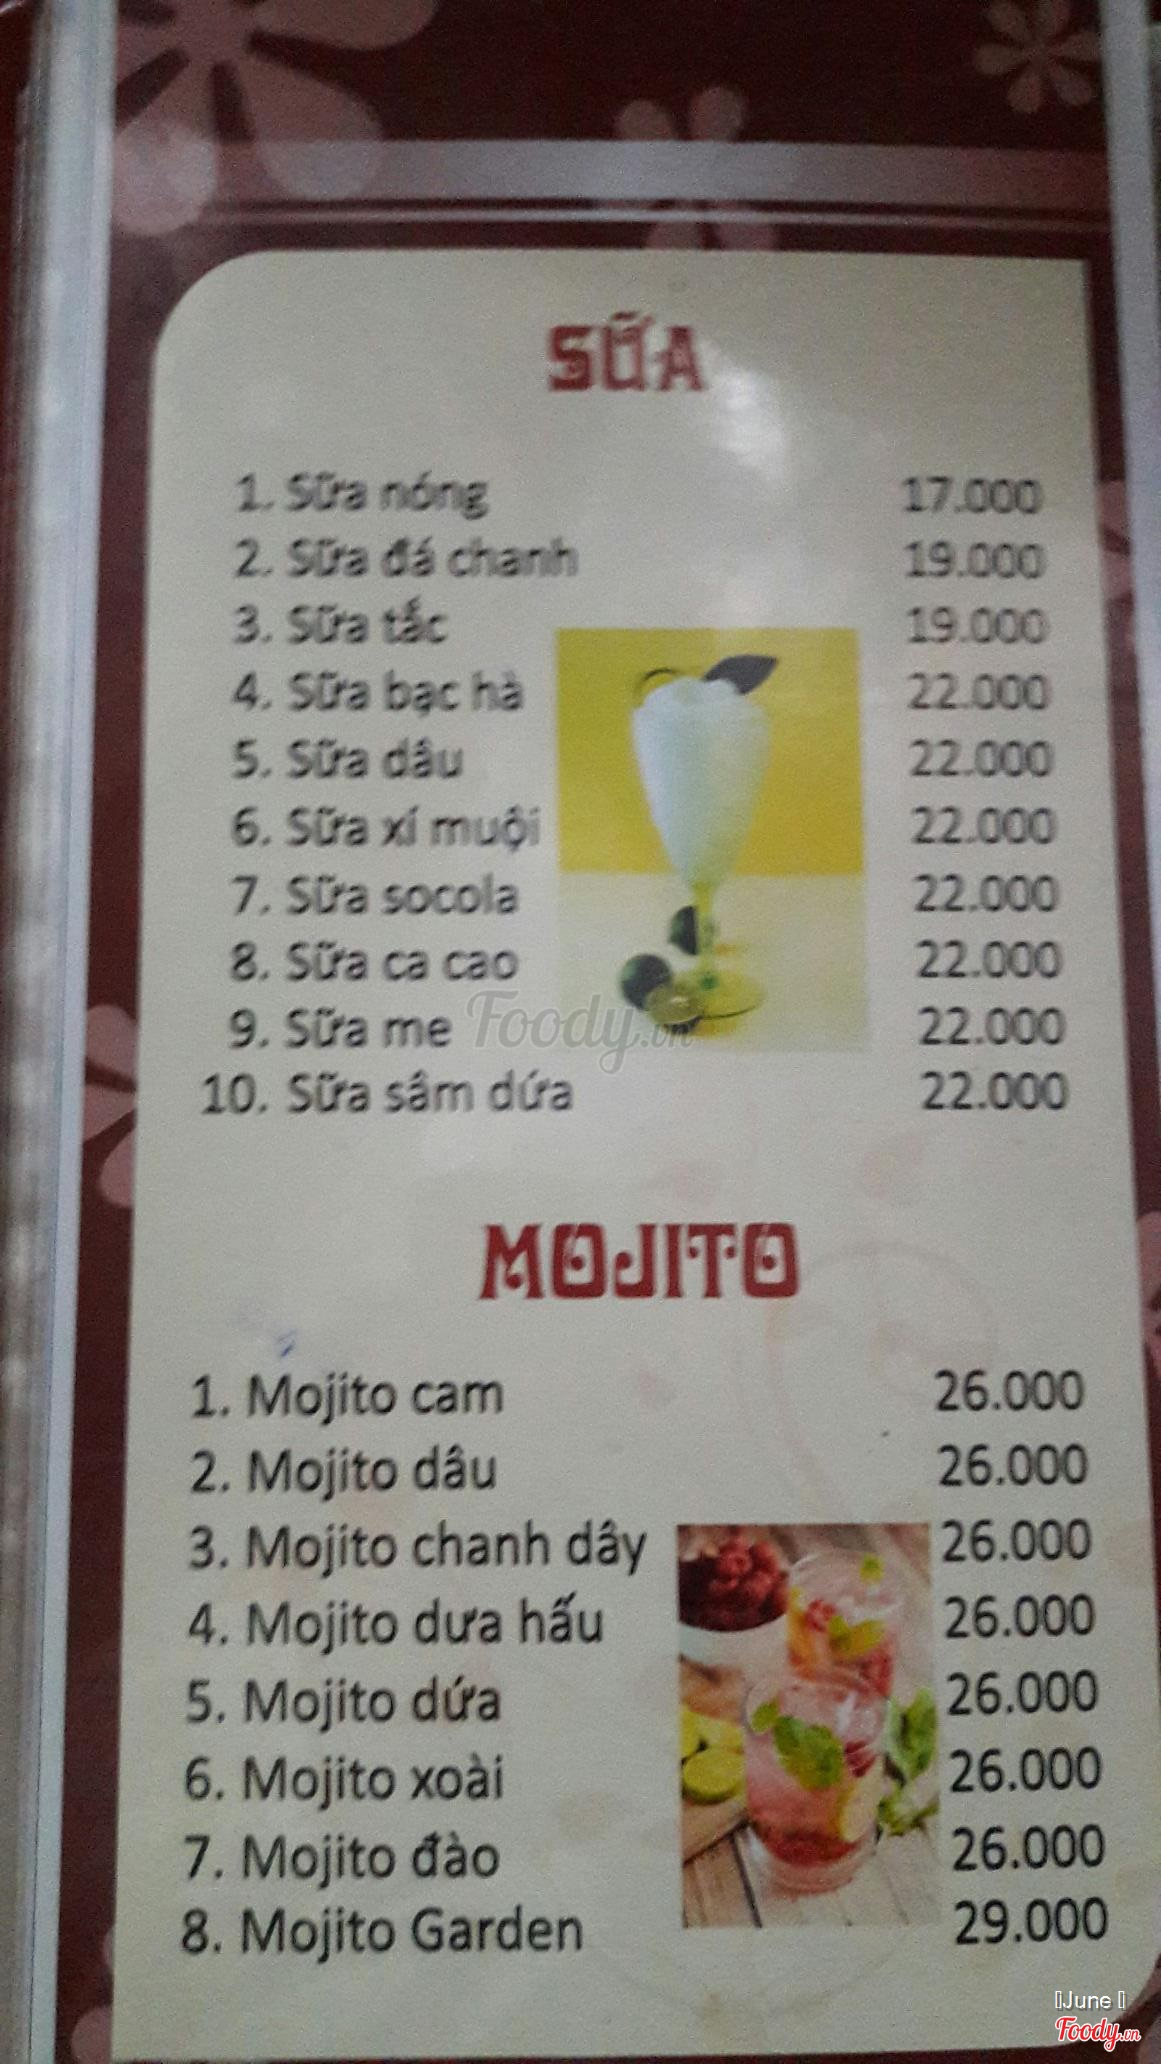 SỮA
1. Sữa nóng 17.000
2. Sữa đá chanh 19.000
3. Sữa tắc 19.000
4. Sữa bạc hà 22.000
5. Sữa dâu 22.000
6. Sữa xí muội 22.000
7. Sữa socola 22.000
8. Sữa ca cao 22.000
9. Sữa me 22.000
10. Sữa sâm dứa 22.000
Foody.vn
MOJITO
1. Mojito cam 26.000
2. Mojito dâu 26.000
3. Mojito chanh dây 26.000
4. Mojito dưa hấu 26.000
5. Mojito dứa 26.000
6. Mojito xoài 26.000
7. Mojito đào 26.000
8. Mojito Garden 29.000
June
Foody.vn